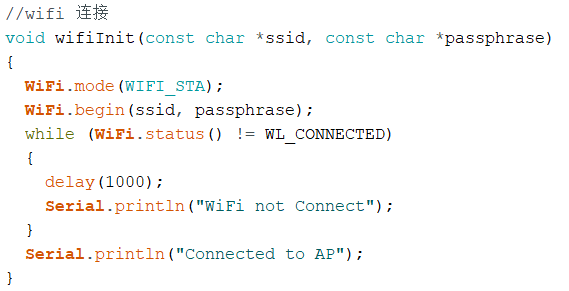 //wifi 连接
void wifiInit(const char *ssid, const char *passphrase)
{
  WiFi.mode(WIFI_STA);
  WiFi.begin(ssid, passphrase);
  while (WiFi.status() != WL_CONNECTED)
  {
    delay(1000);
    Serial.println("WiFi not Connect");
  }
  Serial.println("Connected to AP");
}